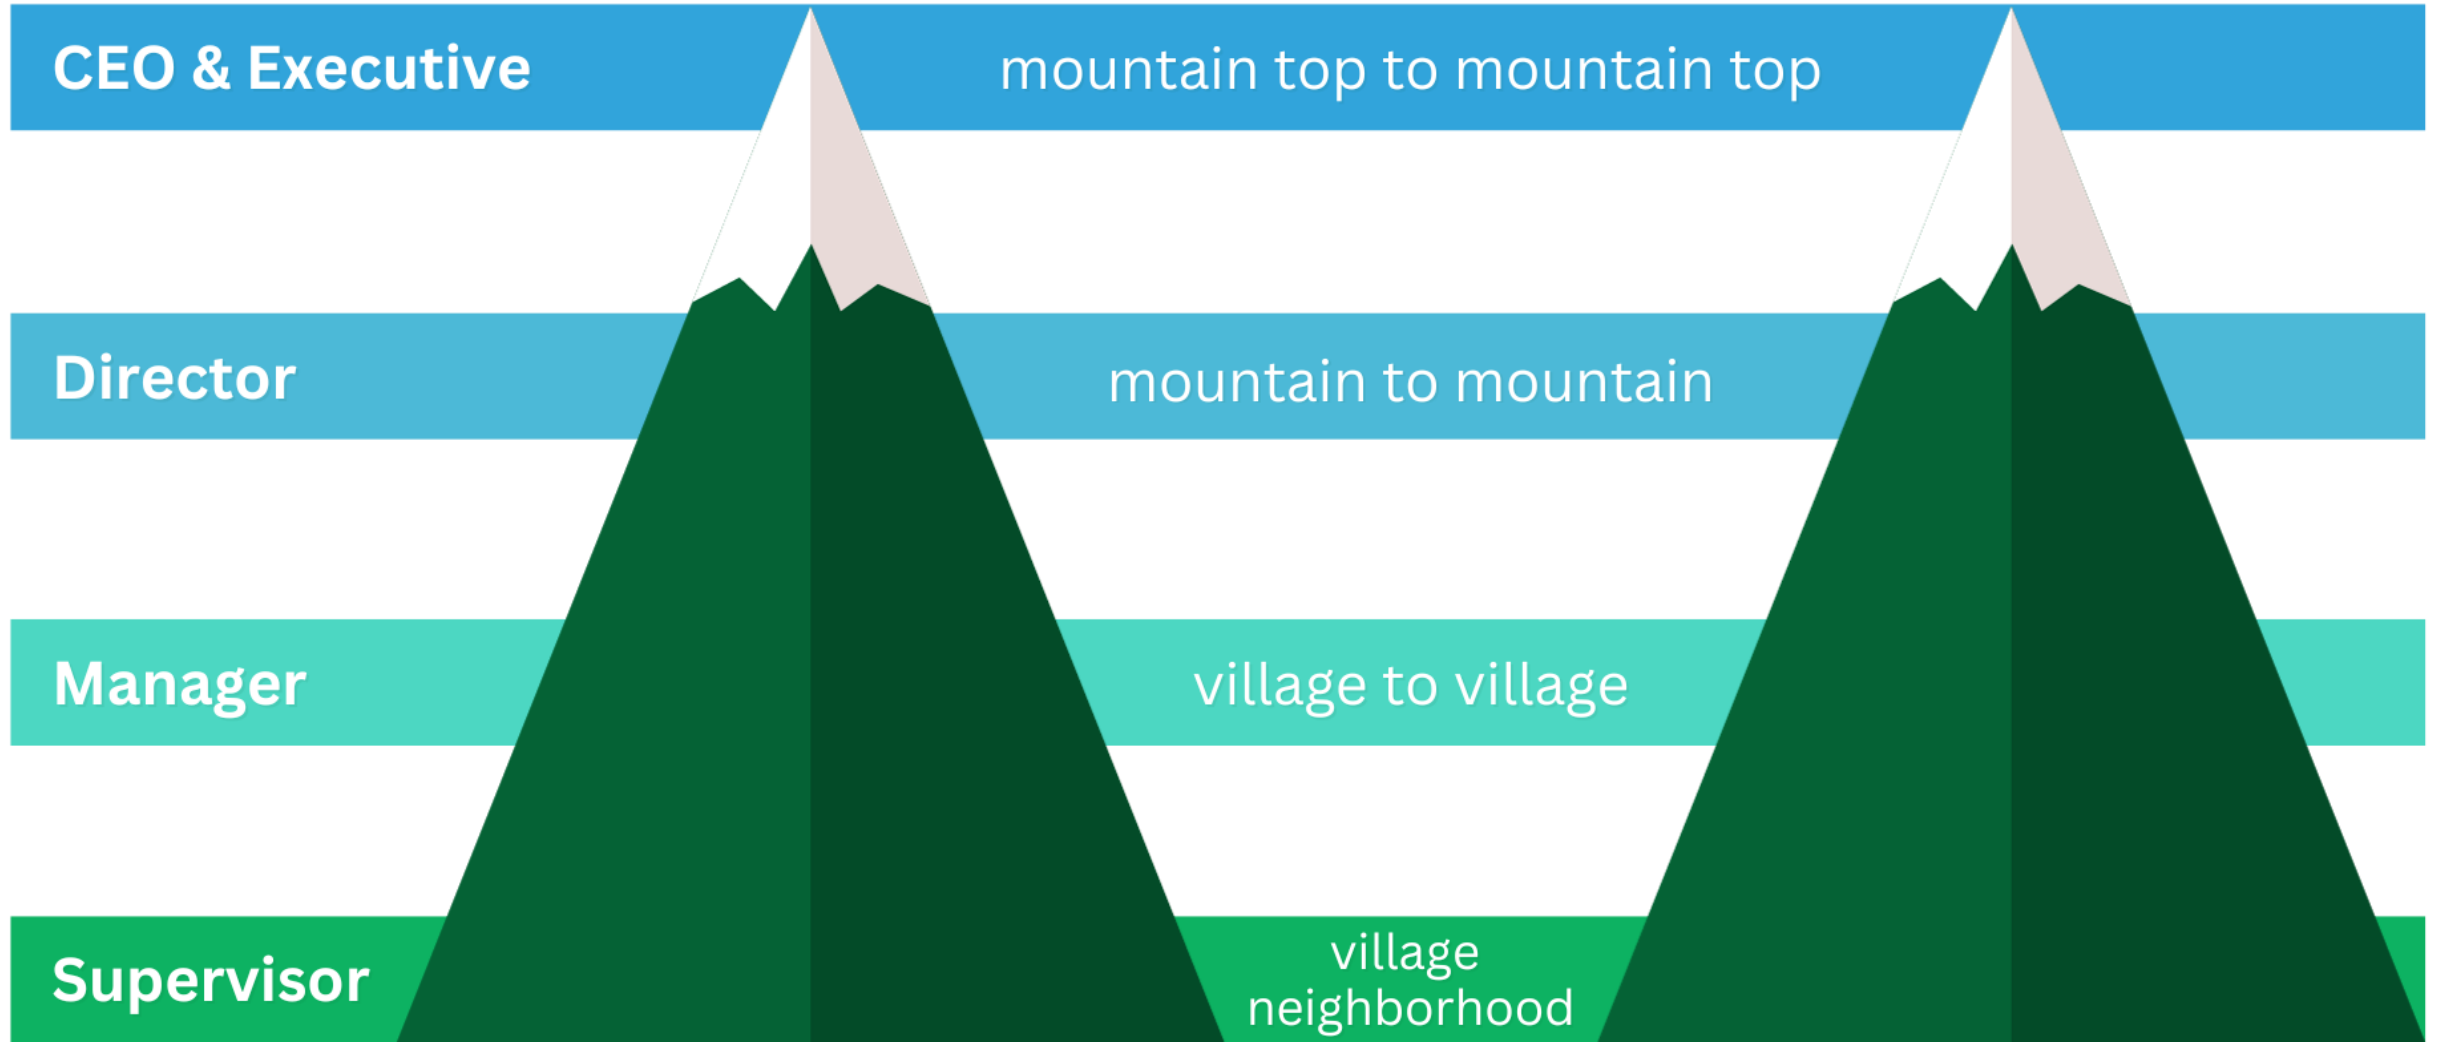 CEO & Executive
mountain top to mountain top
Director
mountain to mountain
Manager
village to village
Supervisor
village
neighborhood